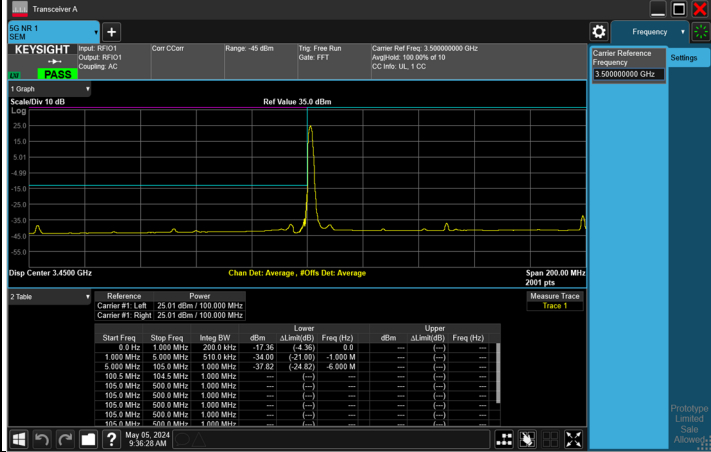 Transceiver A
5G NR 1
SEM
Frequency
KEYSIGHT
Input: RFIO1
Output: RFIO1
Coupling: AC
Corr CCorr
Range: -45 dBm
Trig: Free Run
Gate: FFT
Carrier Ref Freq: 3.500000000 GHz
Avg|Hold: 100.00% of 10
CC Info: UL, 1 CC
LXI
PASS
Carrier Reference
Frequency
3.500000000 GHz
Settings
1 Graph
Scale/Div 10 dB
Ref Value 35.0 dBm
Log
25.0
15.0
5.01
-4.99
-15.0
-25.0
-35.0
-45.0
-55.0
Disp Center 3.4500 GHz
Chan Det: Average , #Offs Det: Average
Span 200.00 MHz
2001 pts
2 Table
Reference Power
Carrier #1: Left 25.01 dBm / 100.000 MHz
Carrier #1: Right 25.01 dBm / 100.000 MHz
Measure Trace
Trace 1
Lower Upper
Start Freq Stop Freq Integ BW dBm ΔLimit(dB) Freq (Hz) dBm ΔLimit(dB) Freq (Hz)
0.0 Hz 1.000 MHz 200.0 kHz -17.36 (-4.36) 0.0 --- (---) ---
1.000 MHz 5.000 MHz 510.0 kHz -34.00 (-21.00) -1.000 M --- (---) ---
5.000 MHz 105.0 MHz 1.000 MHz -37.82 (-24.82) -6.000 M --- (---) ---
100.5 MHz 104.5 MHz 1.000 MHz --- (---) --- --- (---) ---
105.0 MHz 500.0 MHz 1.000 MHz --- (---) --- --- (---) ---
105.0 MHz 500.0 MHz 1.000 MHz --- (---) --- --- (---) ---
105.0 MHz 500.0 MHz 1.000 MHz --- (---) --- --- (---) ---
105.0 MHz 500.0 MHz 1.000 MHz --- (---) --- --- (---) ---
Prototype
Limited
Sale
Allowed
?
May 05, 2024
9:36:28 AM